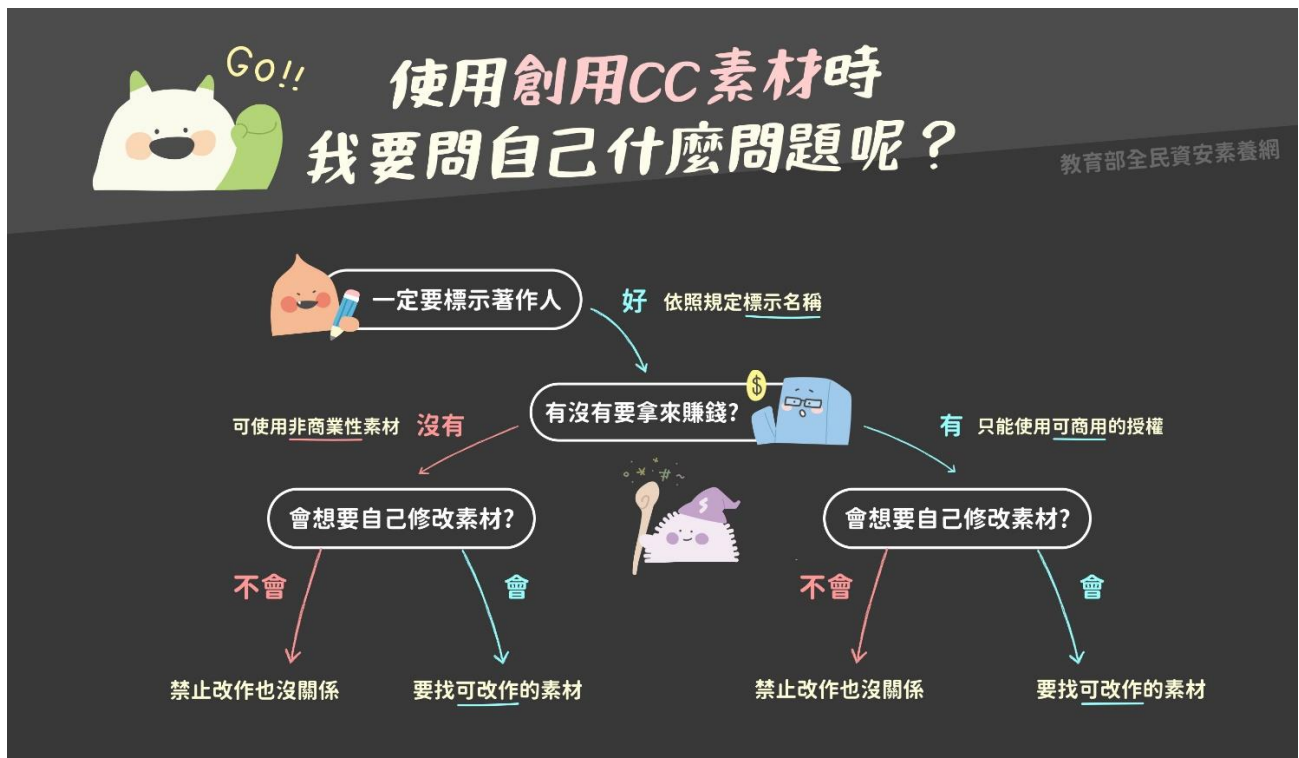 Go!!
使用創用CC素材時
我要問自己什麼問題呢？
教育部全民資安素養網
一定要標示著作人
好 依照規定標示名稱
有沒有要拿來賺錢?
$
可使用非商業性素材 沒有
有 只能使用可商用的授權
會想要自己修改素材?
會想要自己修改素材?
不會
會
不會
會
禁止改作也沒關係
要找可改作的素材
禁止改作也沒關係
要找可改作的素材